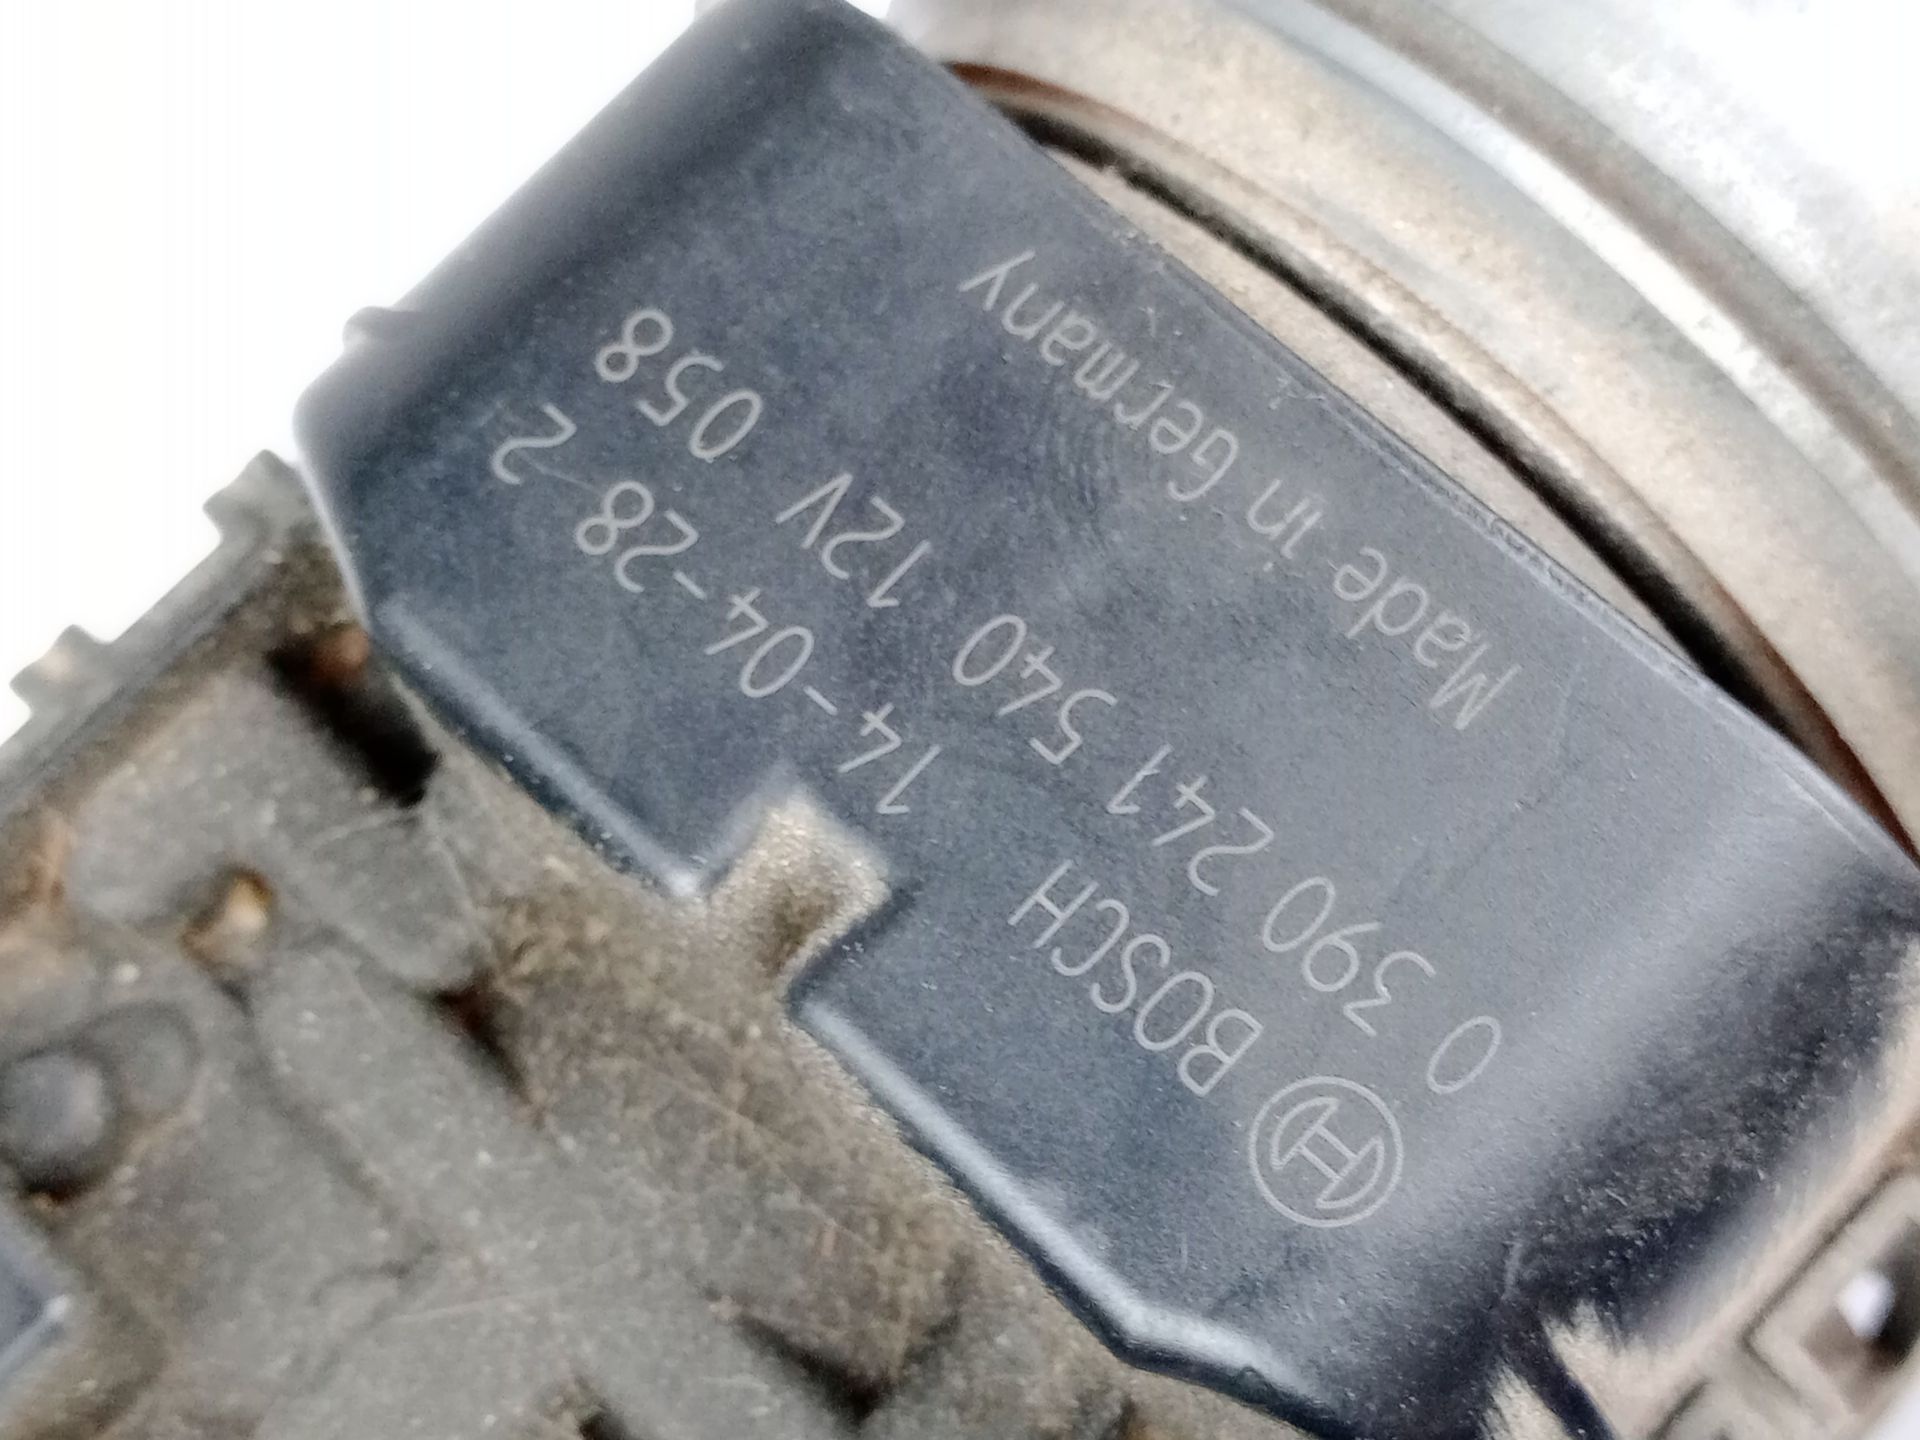 BOSCH 14-04-28 2
0 390 241 540 12V 058
Made in Germany